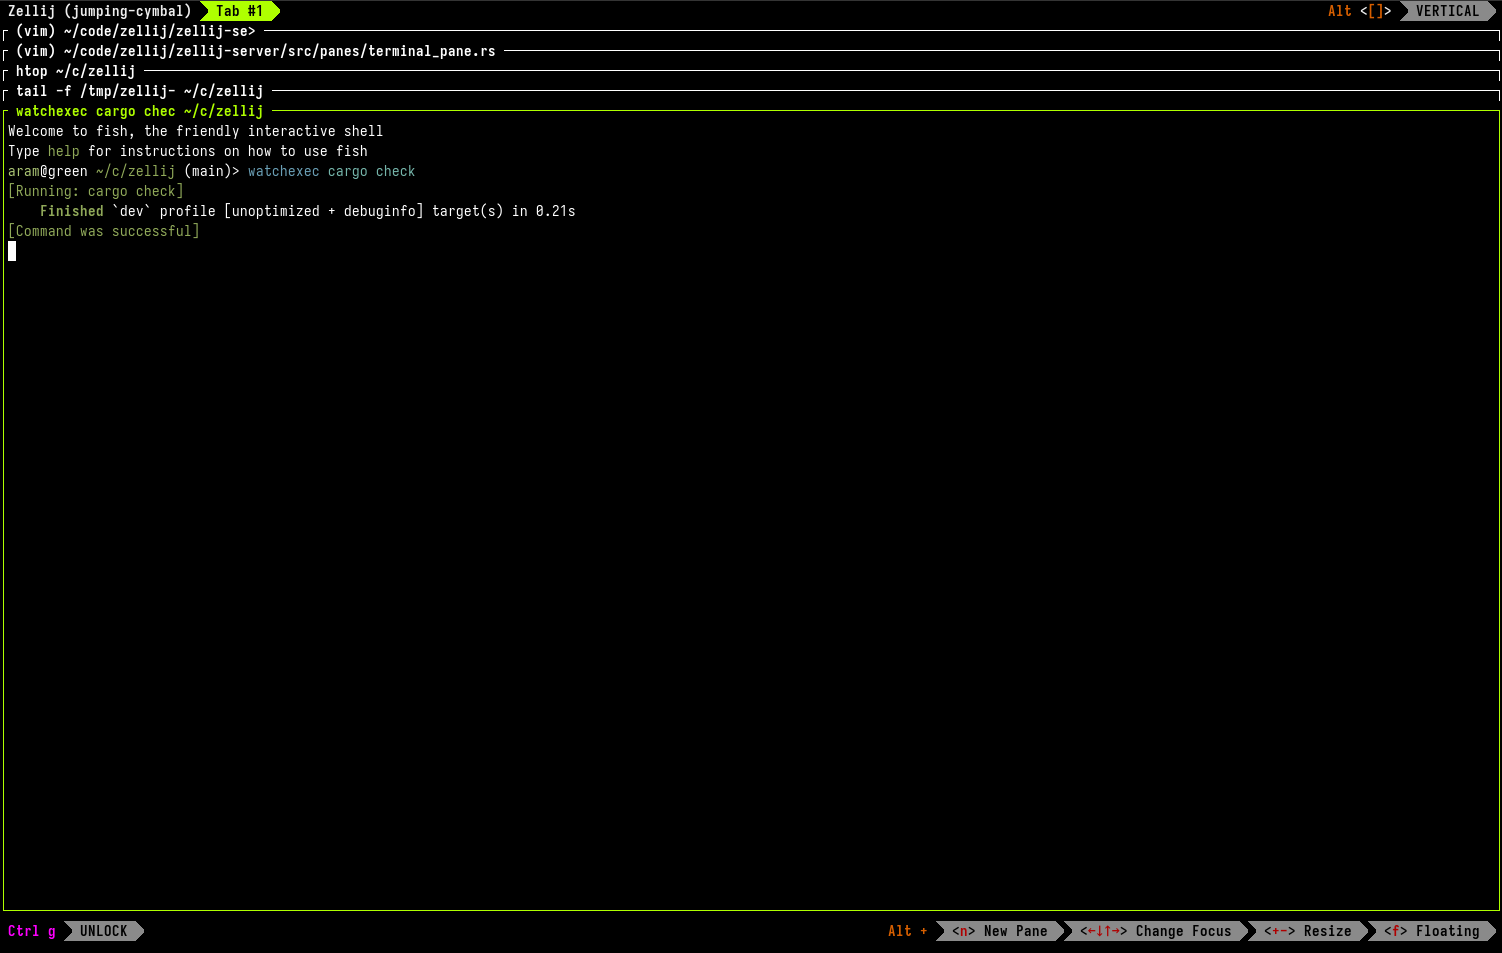 Zellij (jumping-cymbal) Tab #1 Alt <[]> VERTICAL
(vim) ~/code/zellij/zellij-se>
(vim) ~/code/zellij/zellij-server/src/panes/terminal_pane.rs
htop ~/c/zellij
tail -f /tmp/zellij- ~/c/zellij
watchexec cargo chec ~/c/zellij
Welcome to fish, the friendly interactive shell
Type help for instructions on how to use fish
aram@green ~/c/zellij (main)> watchexec cargo check
[Running: cargo check]
    Finished `dev` profile [unoptimized + debuginfo] target(s) in 0.21s
[Command was successful]
Ctrl g UNLOCK Alt + <n> New Pane <←↓↑→> Change Focus <+-> Resize <f> Floating